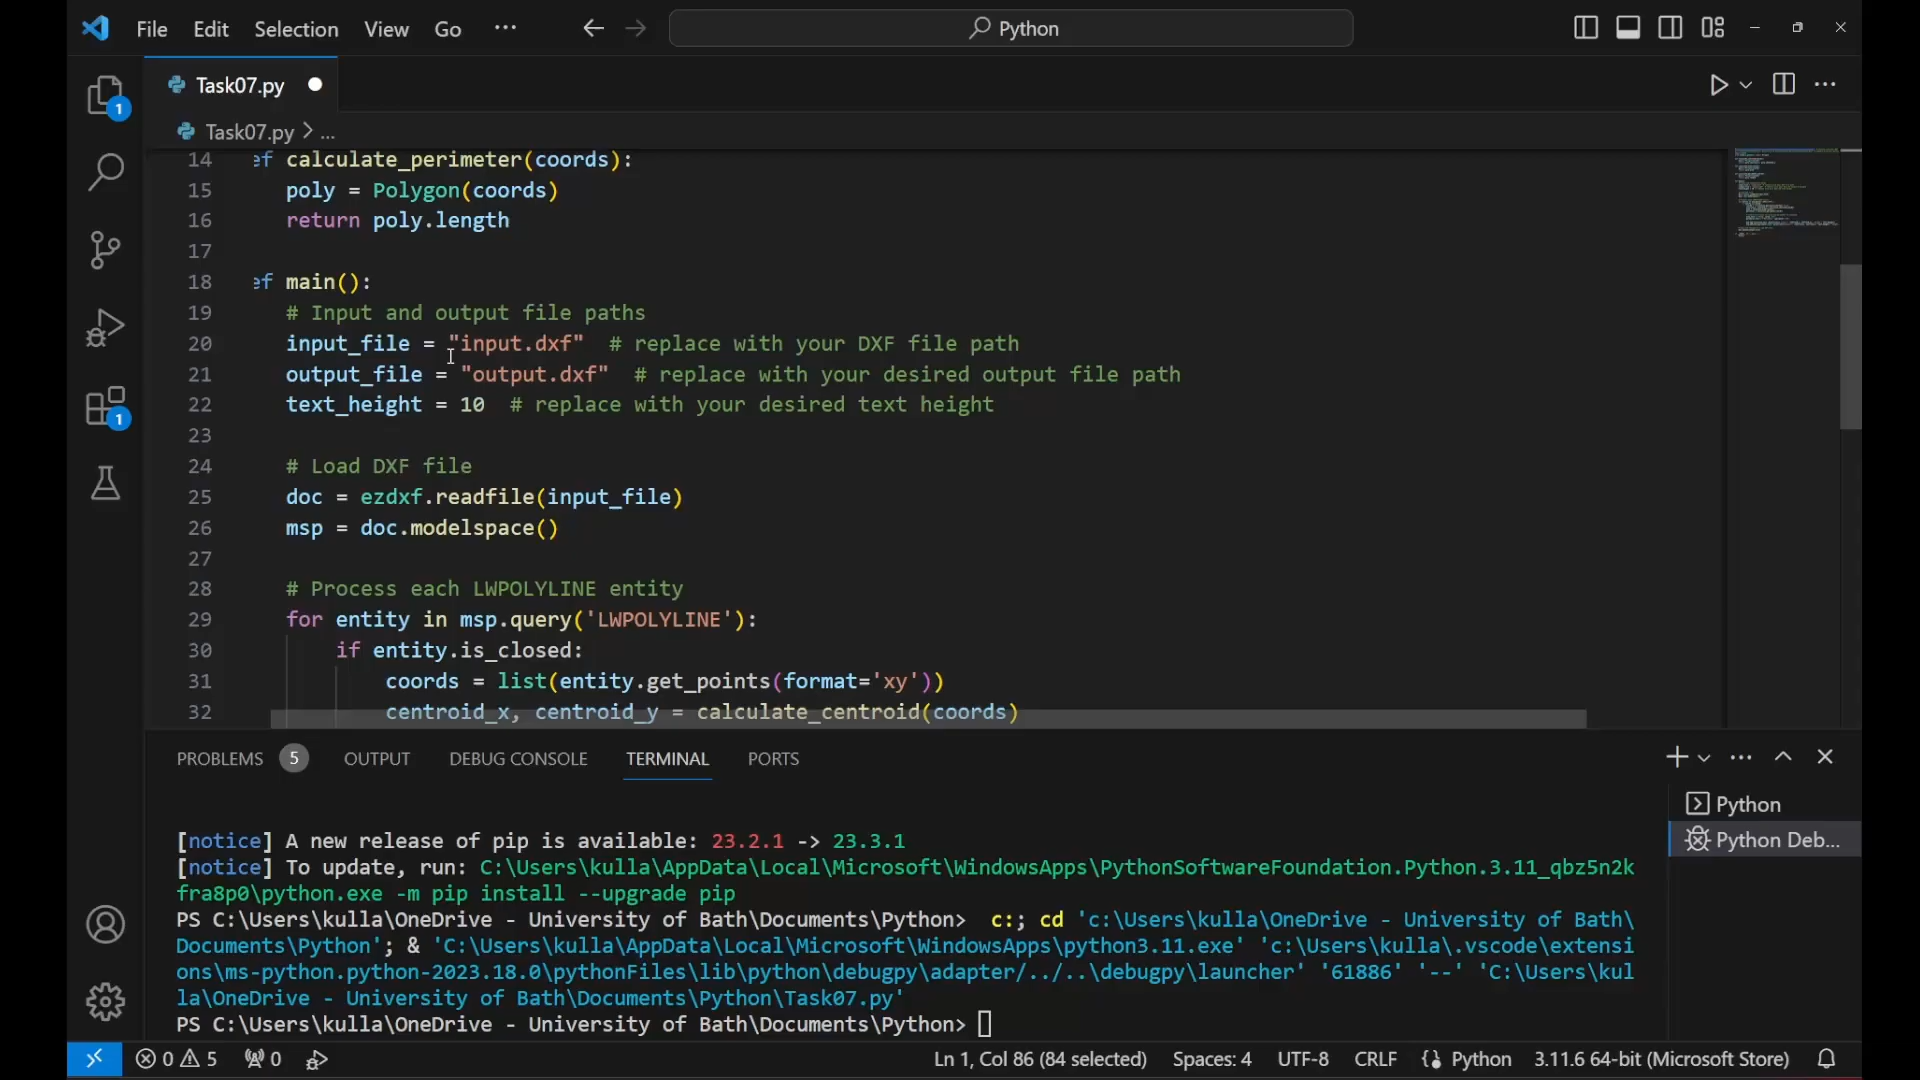 File Edit Selection View Go ··· Python
1
Task07.py
Task07.py > ...
14 ef calculate_perimeter(coords):
15 poly = Polygon(coords)
16 return poly.length
17
18 ef main():
19 # Input and output file paths
20 input_file = "input.dxf" # replace with your DXF file path
21 output_file = "output.dxf" # replace with your desired output file path
22 text_height = 10 # replace with your desired text height
23
24 # Load DXF file
25 doc = ezdxf.readfile(input_file)
26 msp = doc.modelspace()
27
28 # Process each LWPOLYLINE entity
29 for entity in msp.query('LWPOLYLINE'):
30 if entity.is_closed:
31 coords = list(entity.get_points(format='xy'))
32 centroid_x, centroid_y = calculate_centroid(coords)
1
PROBLEMS 5 OUTPUT DEBUG CONSOLE TERMINAL PORTS
Python
Python Deb...
[notice] A new release of pip is available: 23.2.1 -> 23.3.1
[notice] To update, run: C:\Users\kulla\AppData\Local\Microsoft\WindowsApps\PythonSoftwareFoundation.Python.3.11_qbz5n2k
fra8p0\python.exe -m pip install --upgrade pip
PS C:\Users\kulla\OneDrive - University of Bath\Documents\Python> c:; cd 'c:\Users\kulla\OneDrive - University of Bath\
Documents\Python'; & 'C:\Users\kulla\AppData\Local\Microsoft\WindowsApps\python3.11.exe' 'c:\Users\kulla\.vscode\extensi
ons\ms-python.python-2023.18.0\pythonFiles\lib\python\debugpy\adapter/../..\debugpy\launcher' '61886' '--' 'C:\Users\kul
la\OneDrive - University of Bath\Documents\Python\Task07.py'
PS C:\Users\kulla\OneDrive - University of Bath\Documents\Python>
0 5 0 Ln 1, Col 86 (84 selected) Spaces: 4 UTF-8 CRLF Python 3.11.6 64-bit (Microsoft Store)